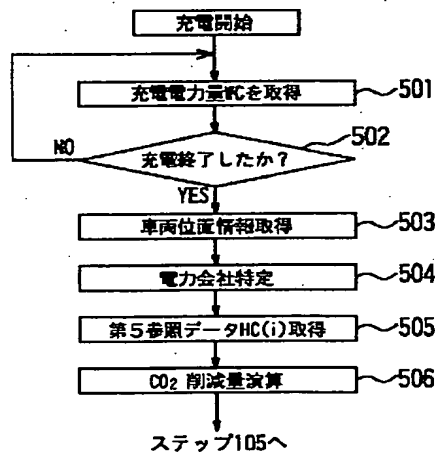 充電開始
充電電力量WCを取得
501
充電終了したか?
502
NO
YES
車両位置情報取得
503
電力会社特定
504
第5参照データHC(i)取得
505
CO2 削減量演算
506
ステップ105へ